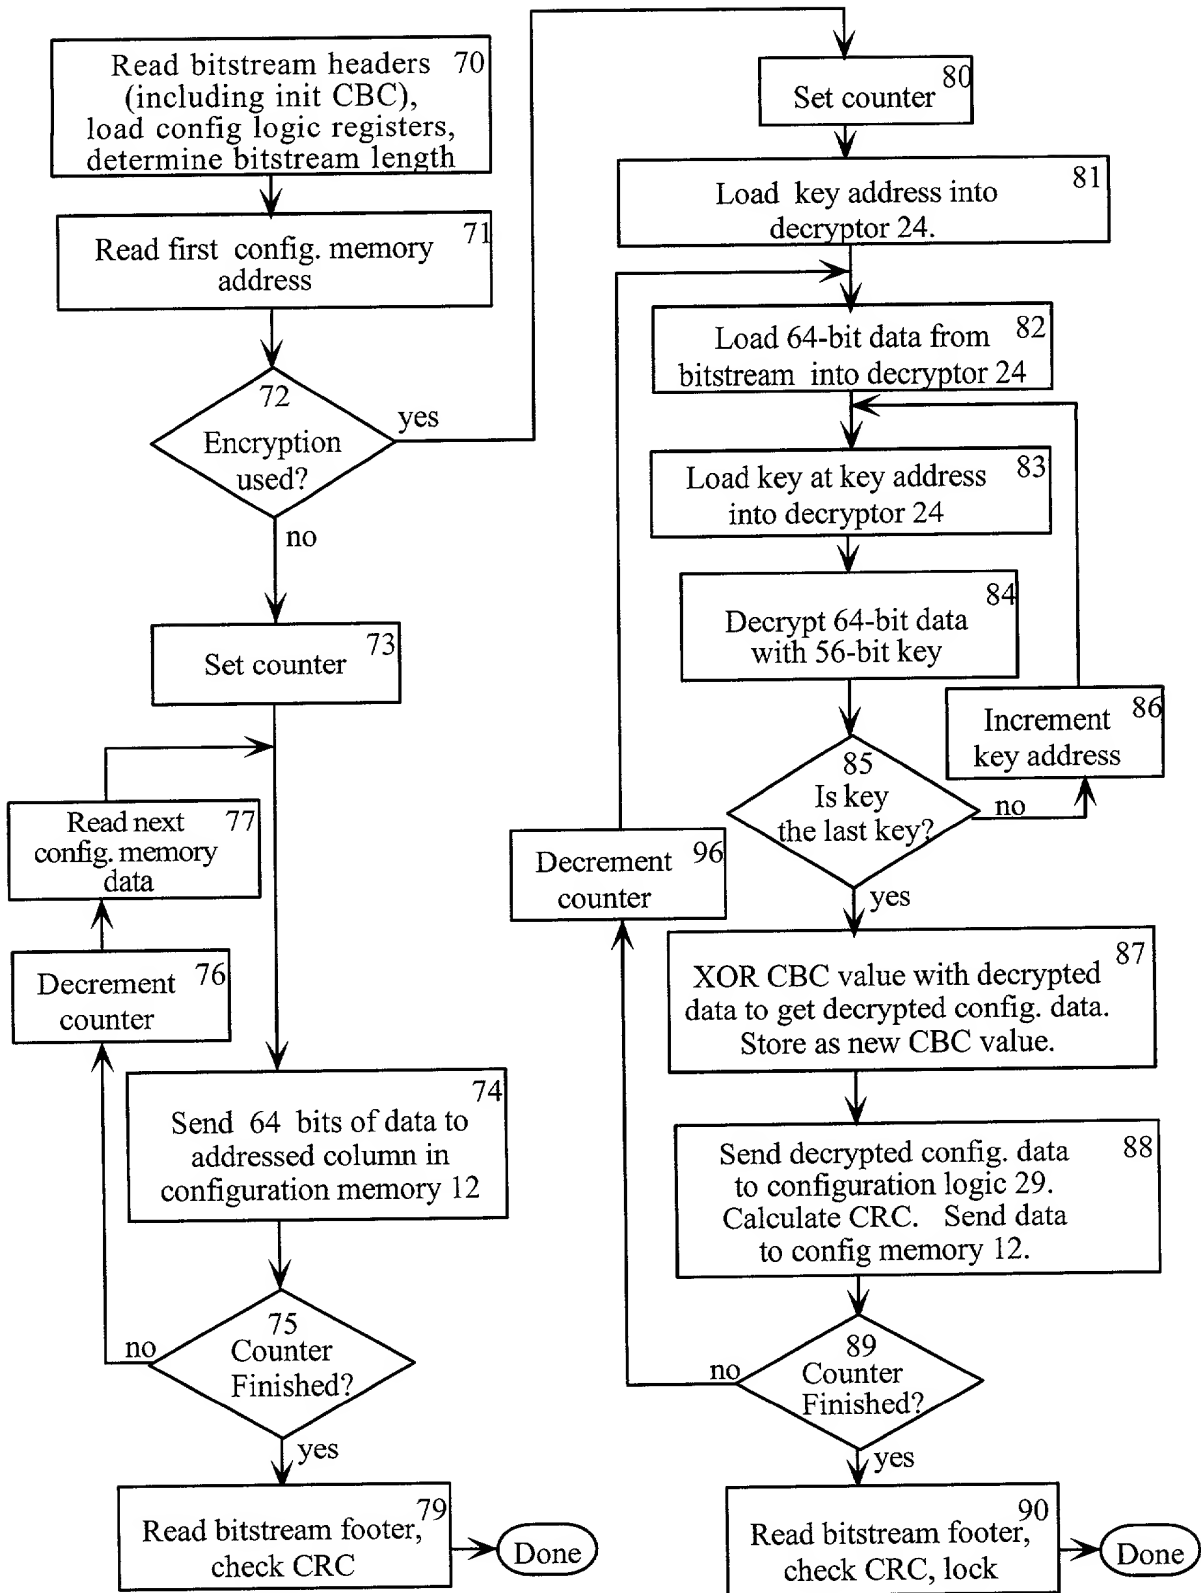 70
Read bitstream headers
(including init CBC),
load config logic registers,
determine bitstream length
71
Read first config. memory
address
72
Encryption
used?
yes
no
73
Set counter
77
Read next
config. memory
data
76
Decrement
counter
74
Send 64 bits of data to
addressed column in
configuration memory 12
75
Counter
Finished?
no
yes
79
Read bitstream footer,
check CRC
Done
80
Set counter
81
Load key address into
decryptor 24.
82
Load 64-bit data from
bitstream into decryptor 24
83
Load key at key address
into decryptor 24
84
Decrypt 64-bit data
with 56-bit key
86
Increment
key address
85
Is key
the last key?
no
yes
96
Decrement
counter
87
XOR CBC value with decrypted
data to get decrypted config. data.
Store as new CBC value.
88
Send decrypted config. data
to configuration logic 29.
Calculate CRC. Send data
to config memory 12.
89
Counter
Finished?
no
yes
90
Read bitstream footer,
check CRC, lock
Done